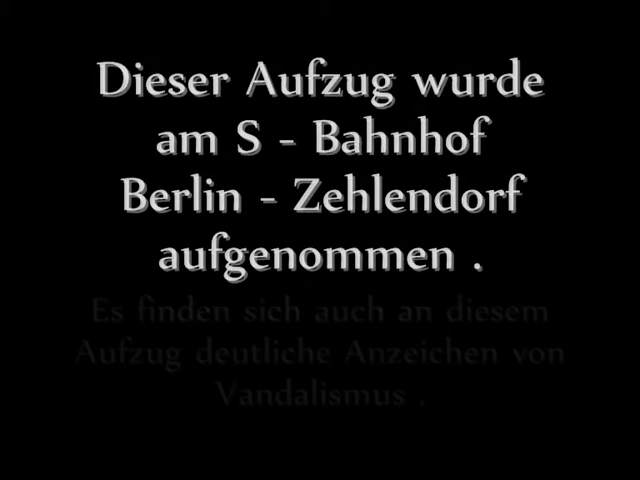 Dieser Aufzug wurde
am S - Bahnhof
Berlin - Zehlendorf
aufgenommen .
Es finden sich auch an diesem
Aufzug deutliche Anzeichen von
Vandalismus .